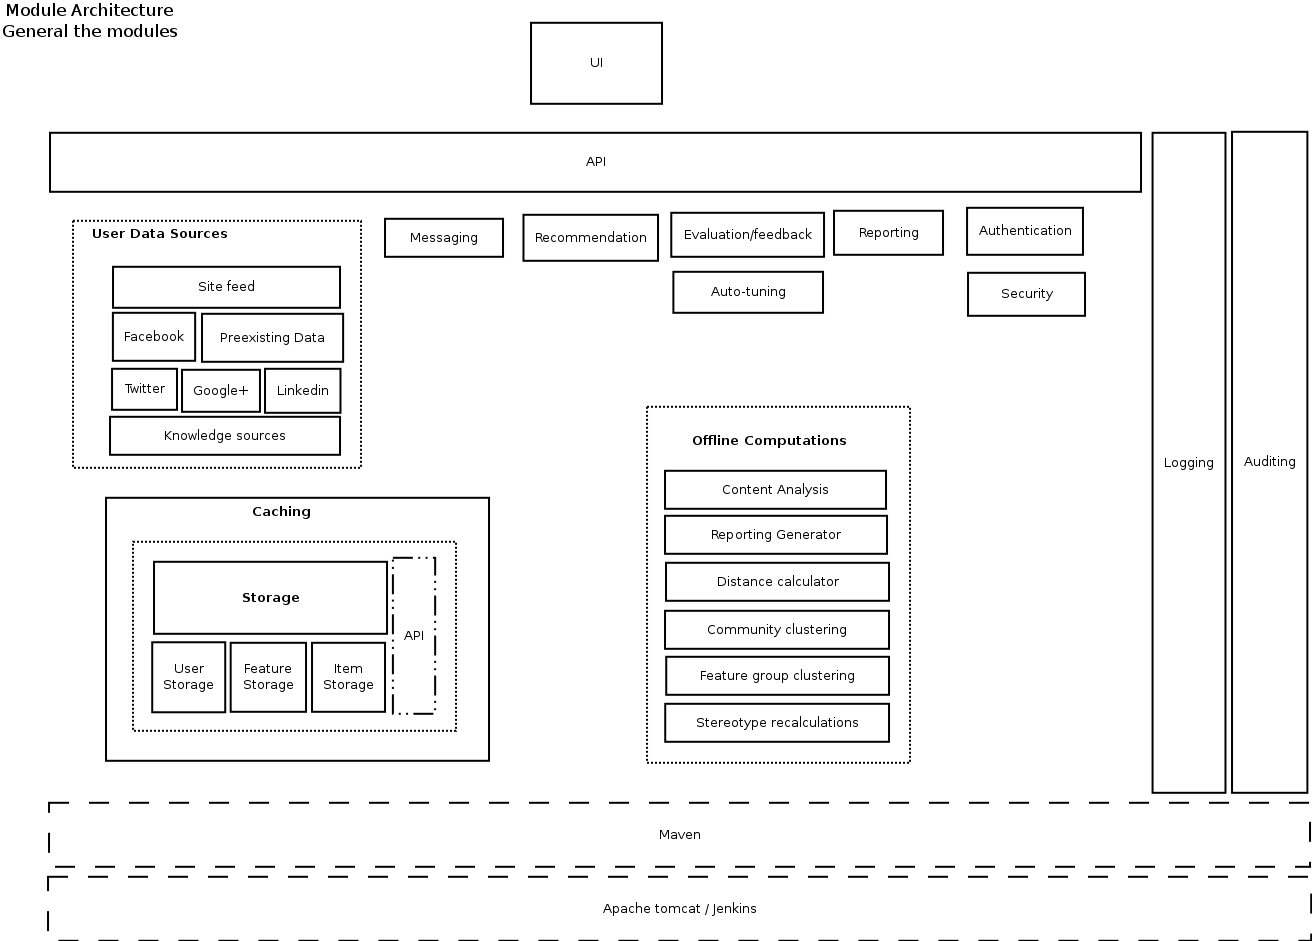 Module Architecture
General the modules
UI
API
User Data Sources
Site feed
Facebook
Preexisting Data
Twitter
Google+
Linkedin
Knowledge sources
Messaging
Recommendation
Evaluation/feedback
Reporting
Authentication
Auto-tuning
Security
Logging
Auditing
Caching
Storage
API
User
Storage
Feature
Storage
Item
Storage
Offline Computations
Content Analysis
Reporting Generator
Distance calculator
Community clustering
Feature group clustering
Stereotype recalculations
Maven
Apache tomcat / Jenkins